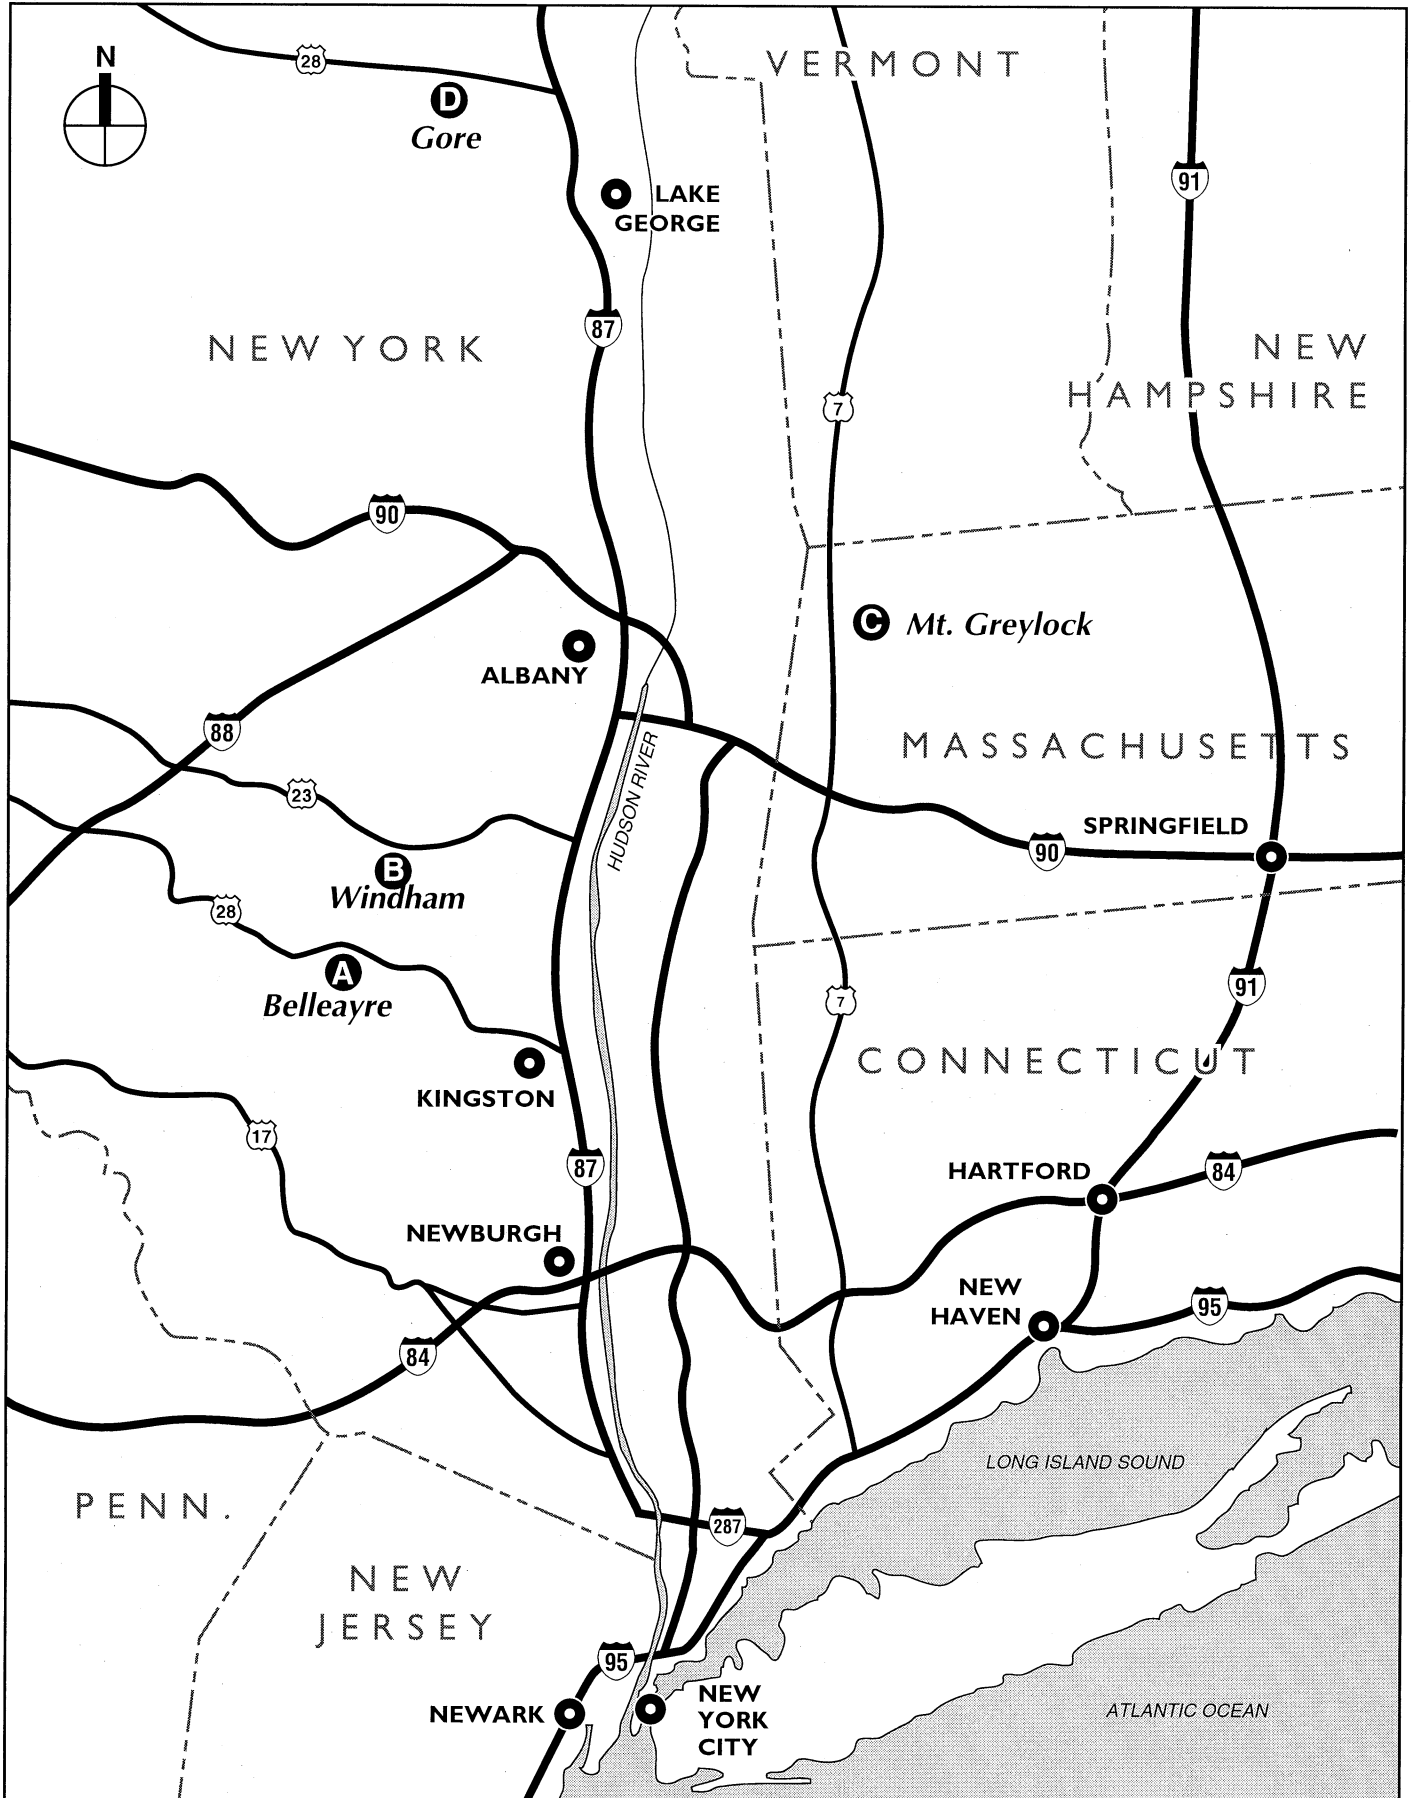 N
28
VERMONT
D
Gore
91
LAKE
GEORGE
87
NEW YORK
NEW
HAMPSHIRE
7
90
C Mt. Greylock
ALBANY
88
MASSACHUSETTS
HUDSON RIVER
23
SPRINGFIELD
90
B
Windham
28
A
Belleayre
91
7
CONNECTICUT
KINGSTON
17
87
HARTFORD
84
NEWBURGH
NEW
HAVEN
95
84
LONG ISLAND SOUND
PENN.
287
NEW
JERSEY
95
NEWARK
NEW
YORK
CITY
ATLANTIC OCEAN